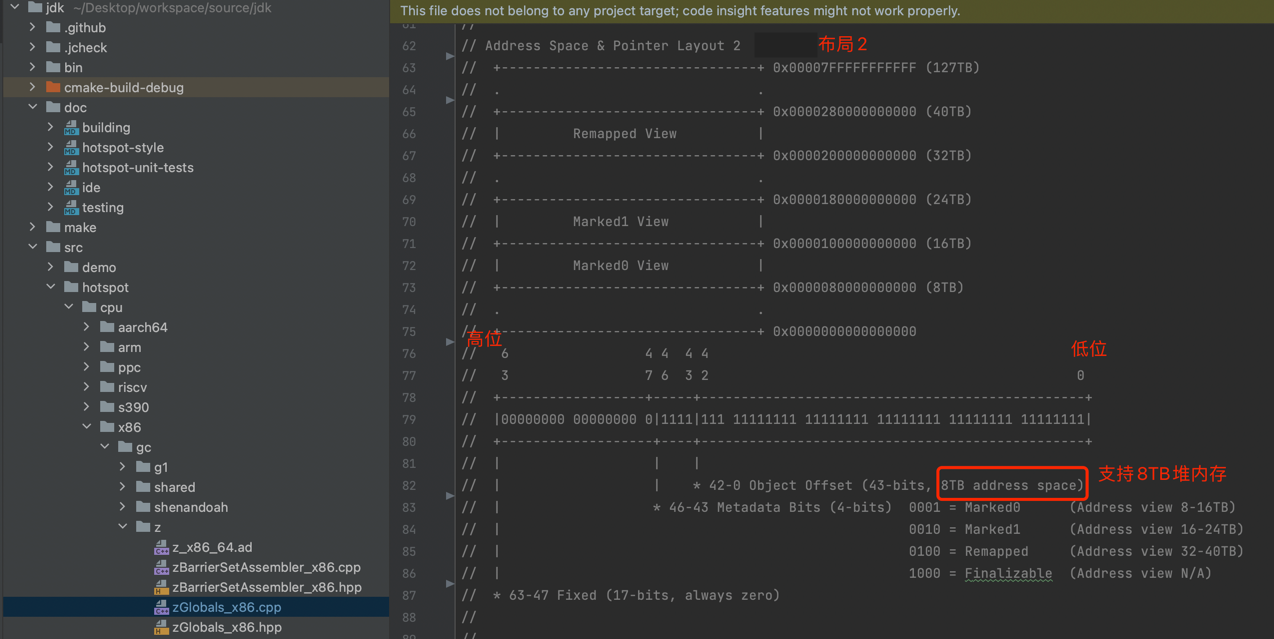 jdk ~/Desktop/workspace/source/jdk
.github
.jcheck
bin
cmake-build-debug
doc
building
hotspot-style
hotspot-unit-tests
ide
testing
make
src
demo
hotspot
cpu
aarch64
arm
ppc
riscv
s390
x86
gc
g1
shared
shenandoah
z
z_x86_64.ad
zBarrierSetAssembler_x86.cpp
zBarrierSetAssembler_x86.hpp
zGlobals_x86.cpp
zGlobals_x86.hpp
This file does not belong to any project target; code insight features might not work properly.
61 //
62 // Address Space & Pointer Layout 2 布局2
63 // +--------------------------------+ 0x00007FFFFFFFFFFF (127TB)
64 // . .
65 // +--------------------------------+ 0x0000280000000000 (40TB)
66 // | Remapped View |
67 // +--------------------------------+ 0x0000200000000000 (32TB)
68 // . .
69 // +--------------------------------+ 0x0000180000000000 (24TB)
70 // | Marked1 View |
71 // +--------------------------------+ 0x0000100000000000 (16TB)
72 // | Marked0 View |
73 // +--------------------------------+ 0x0000080000000000 (8TB)
74 // . .
75 // +--------------------------------+ 0x0000000000000000
高位 低位
76 // 6 4 4 4 4
77 // 3 7 6 3 2 0
78 // +------------------+----+-------------------------------------------------+
79 // |00000000 00000000 0|1111|111 11111111 11111111 11111111 11111111 11111111|
80 // +------------------+----+-------------------------------------------------+
81 // | | |
82 // | | * 42-0 Object Offset (43-bits, 8TB address space) 支持8TB堆内存
83 // | * 46-43 Metadata Bits (4-bits) 0001 = Marked0 (Address view 8-16TB)
84 // | 0010 = Marked1 (Address view 16-24TB)
85 // | 0100 = Remapped (Address view 32-40TB)
86 // | 1000 = Finalizable (Address view N/A)
87 // * 63-47 Fixed (17-bits, always zero)
88 //